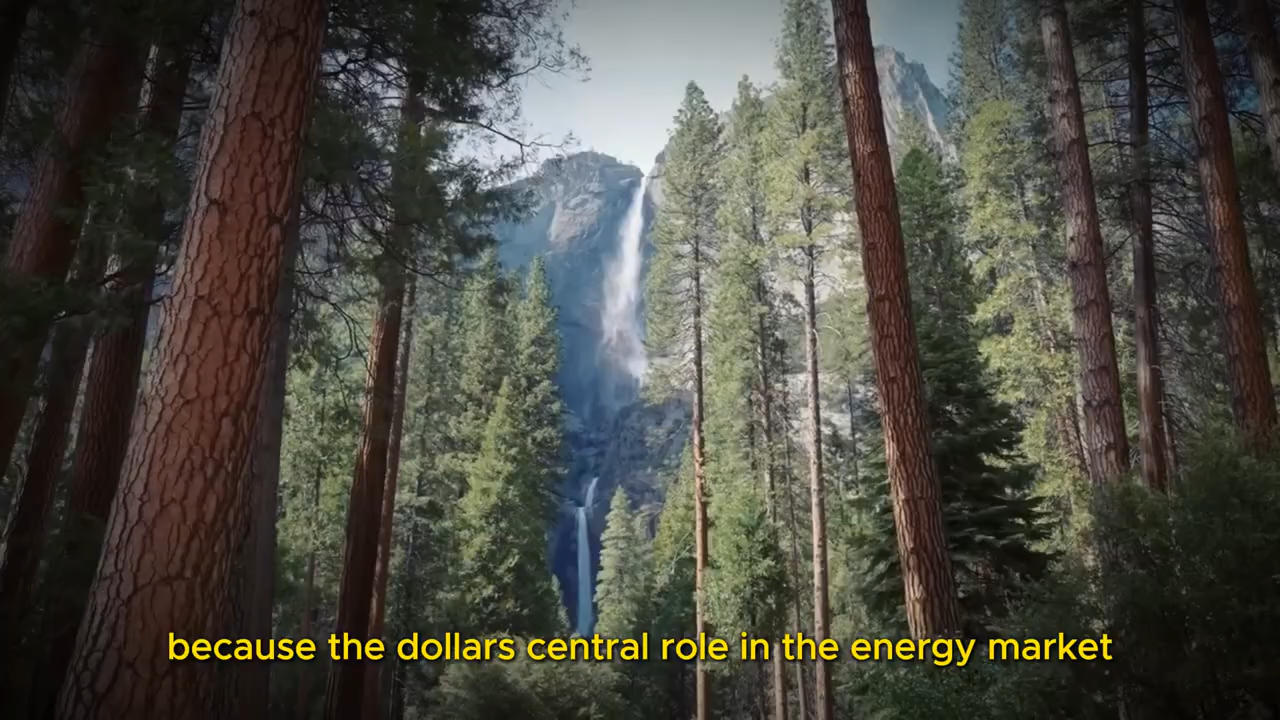 because the dollars central role in the energy market